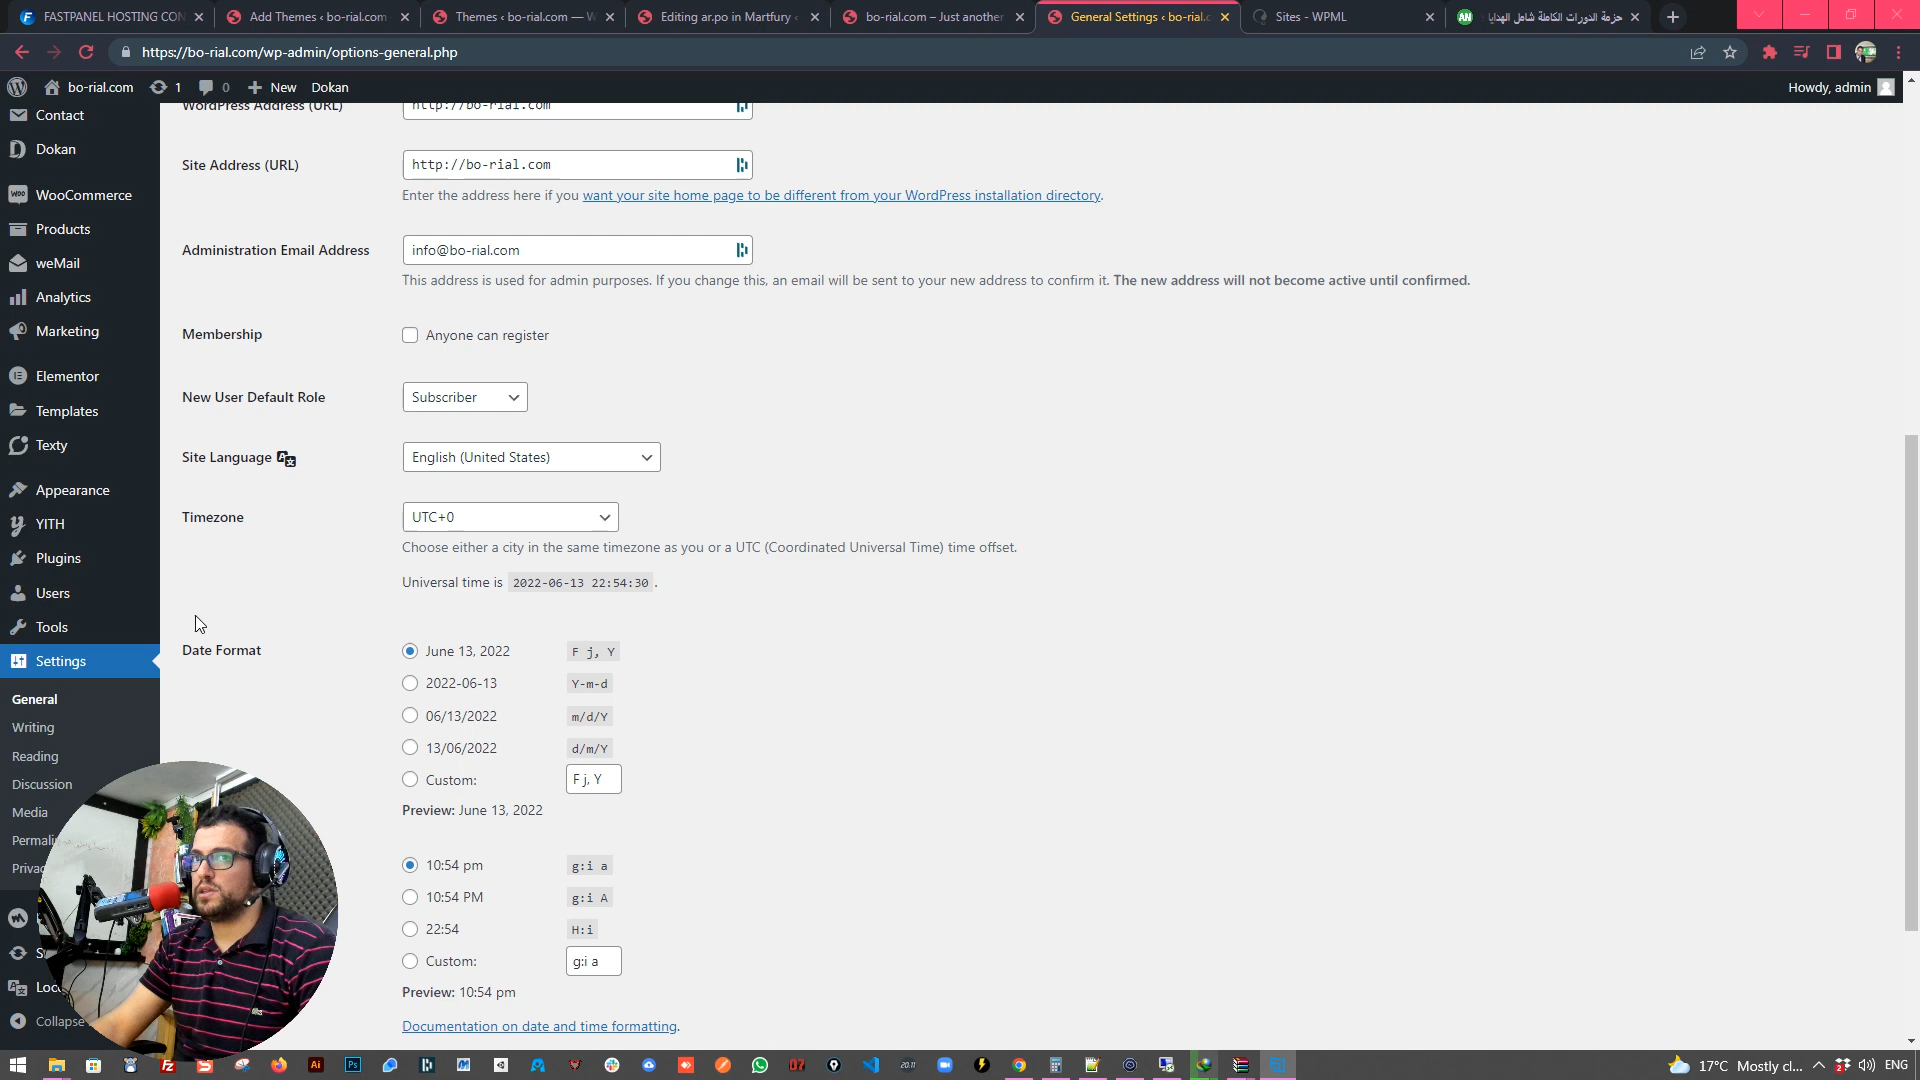 FASTPANEL HOSTING CON
Add Themes ‹ bo-rial.com
Themes ‹ bo-rial.com — W
Editing ar.po in Martfury ‹
bo-rial.com – Just another
General Settings ‹ bo-rial.c
Sites - WPML
حزمة الدورات الكاملة شامل الهدايا
https://bo-rial.com/wp-admin/options-general.php
bo-rial.com
1
0
New
Dokan
Howdy, admin
Contact
Dokan
WooCommerce
Products
weMail
Analytics
Marketing
Elementor
Templates
Texty
Appearance
YITH
Plugins
Users
Tools
Settings
General
Writing
Reading
Discussion
Media
Collapse
WordPress Address (URL)
http://bo-rial.com
Site Address (URL)
http://bo-rial.com
Enter the address here if you want your site home page to be different from your WordPress installation directory.
Administration Email Address
info@bo-rial.com
This address is used for admin purposes. If you change this, an email will be sent to your new address to confirm it. The new address will not become active until confirmed.
Membership
Anyone can register
New User Default Role
Subscriber
Site Language
English (United States)
Timezone
UTC+0
Choose either a city in the same timezone as you or a UTC (Coordinated Universal Time) time offset.
Universal time is 2022-06-13 22:54:30 .
Date Format
June 13, 2022 F j, Y
2022-06-13 Y-m-d
06/13/2022 m/d/Y
13/06/2022 d/m/Y
Custom: F j, Y
Preview: June 13, 2022
10:54 pm g:i a
10:54 PM g:i A
22:54 H:i
Custom: g:i a
Preview: 10:54 pm
Documentation on date and time formatting.
17°C Mostly cl...
ENG